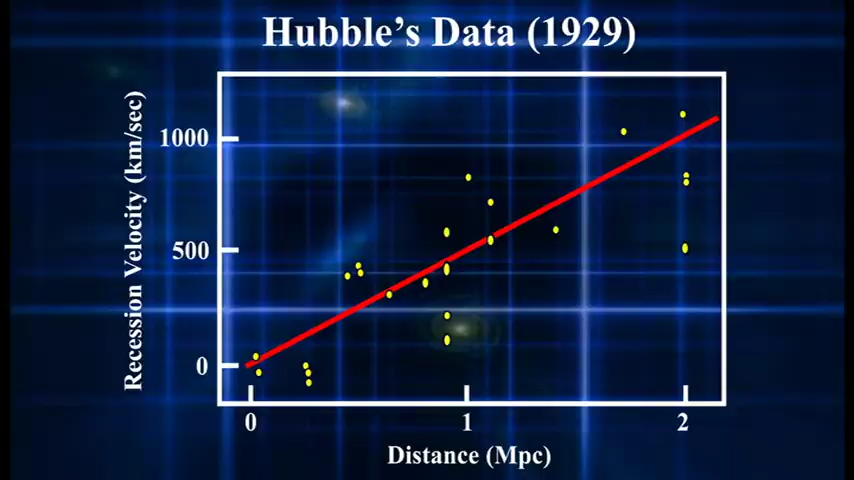 Hubble's Data (1929)
Recession Velocity (km/sec)
1000
500
0
0 1 2
Distance (Mpc)